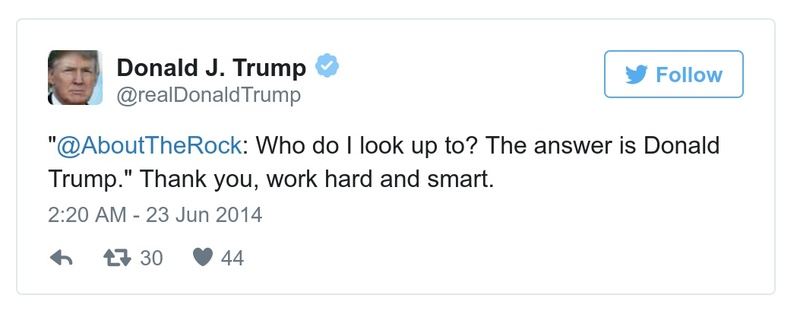 Donald J. Trump
@realDonaldTrump
Follow
"@AboutTheRock: Who do I look up to? The answer is Donald
Trump." Thank you, work hard and smart.
2:20 AM - 23 Jun 2014
30 44